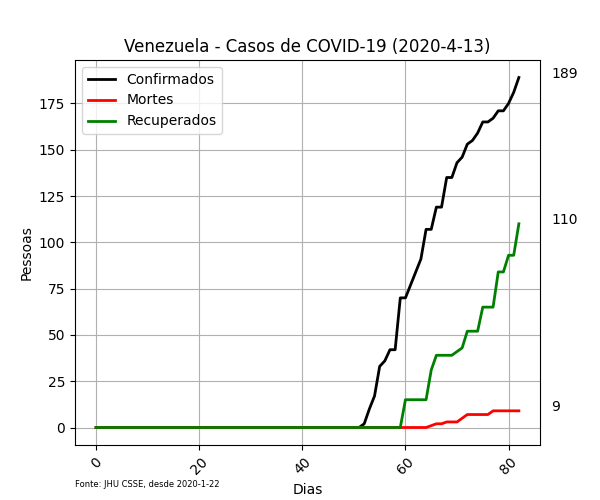 Venezuela - Casos de COVID-19 (2020-4-13)
Confirmados
Mortes
Recuperados
189
110
9
175
150
125
100
75
50
25
0
Pessoas
0 20 40 60 80
Dias
Fonte: JHU CSSE, desde 2020-1-22